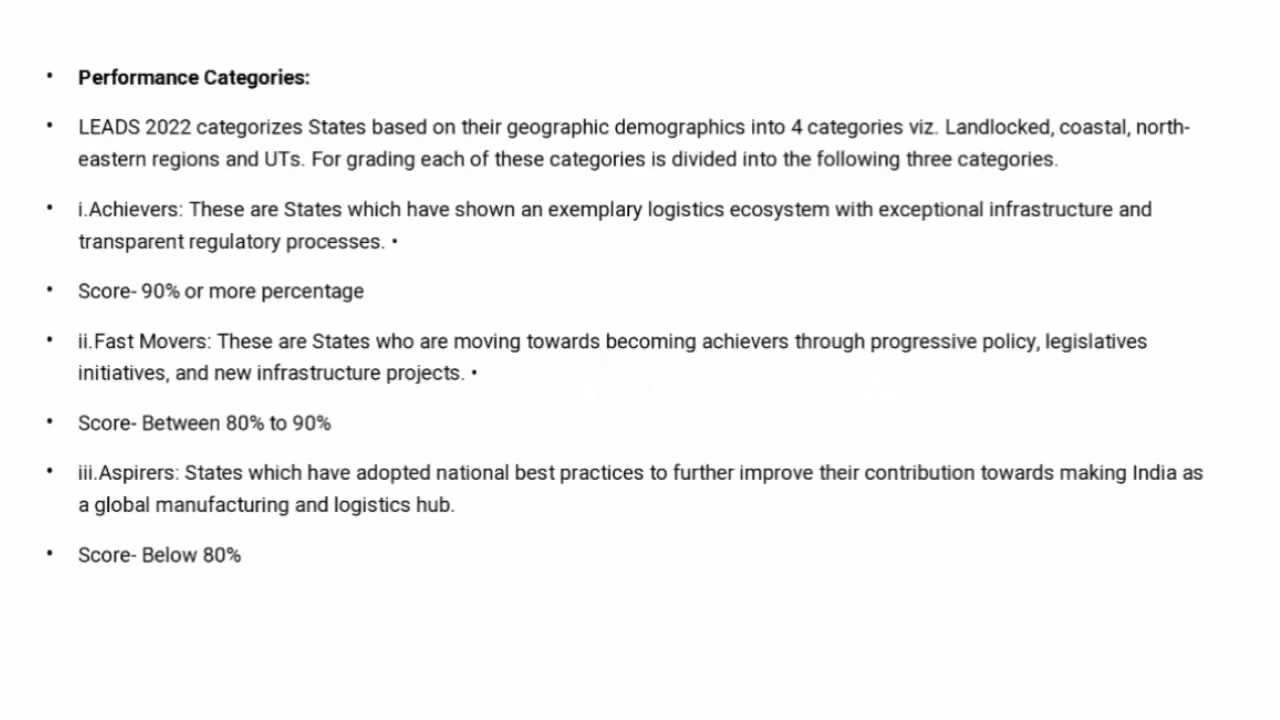 • Performance Categories:
• LEADS 2022 categorizes States based on their geographic demographics into 4 categories viz. Landlocked, coastal, north-
eastern regions and UTs. For grading each of these categories is divided into the following three categories.
• i.Achievers: These are States which have shown an exemplary logistics ecosystem with exceptional infrastructure and
transparent regulatory processes. •
• Score- 90% or more percentage
• ii.Fast Movers: These are States who are moving towards becoming achievers through progressive policy, legislatives
initiatives, and new infrastructure projects. •
• Score- Between 80% to 90%
• iii.Aspirers: States which have adopted national best practices to further improve their contribution towards making India as
a global manufacturing and logistics hub.
• Score- Below 80%